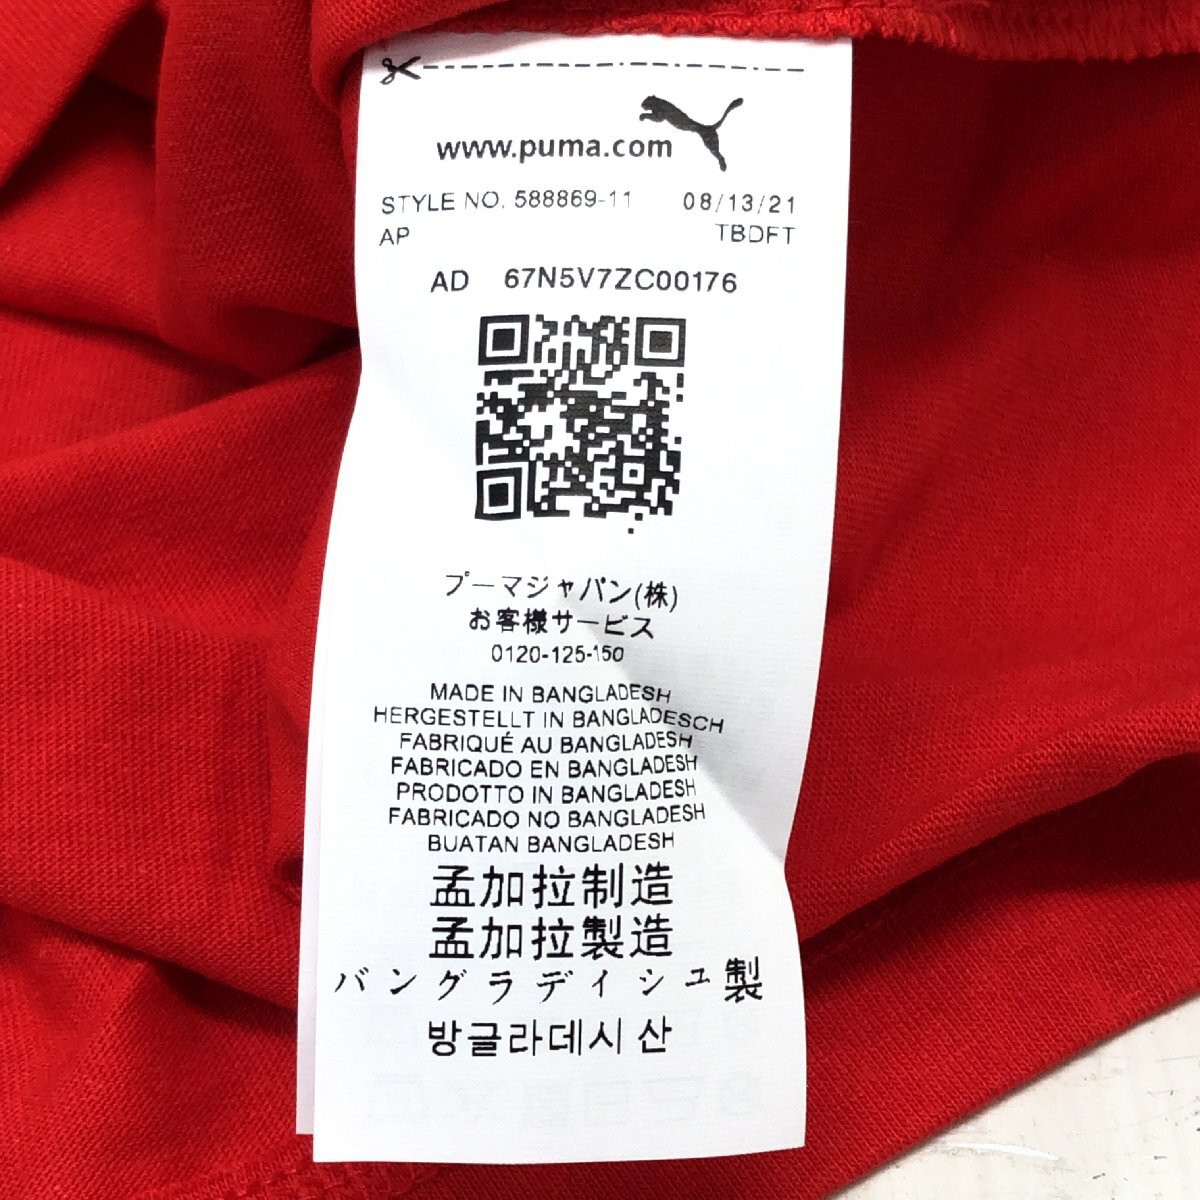 www.puma.com
STYLE NO. 588869-11 08/13/21
AP TBDFT
AD 67N5V7ZC00176
プーマジャパン(株)
お客様サービス
0120-125-150
MADE IN BANGLADESH
HERGESTELLT IN BANGLADESCH
FABRIQUÉ AU BANGLADESH
FABRICADO EN BANGLADESH
PRODOTTO IN BANGLADESH
FABRICADO NO BANGLADESH
BUATAN BANGLADESH
孟加拉制造
孟加拉製造
バングラディシュ製
방글라데시 산